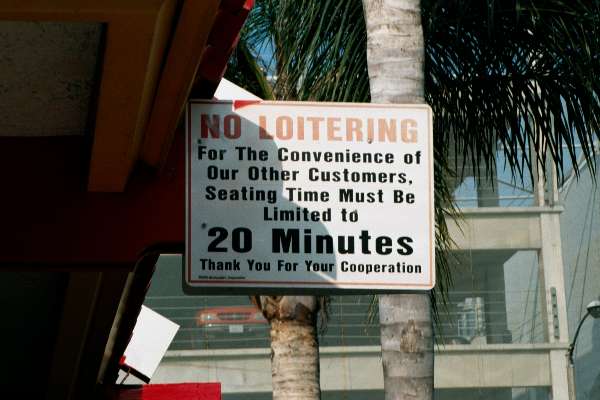 NO LOITERING
For The Convenience of
Our Other Customers,
Seating Time Must Be
Limited to
20 Minutes
Thank You For Your Cooperation